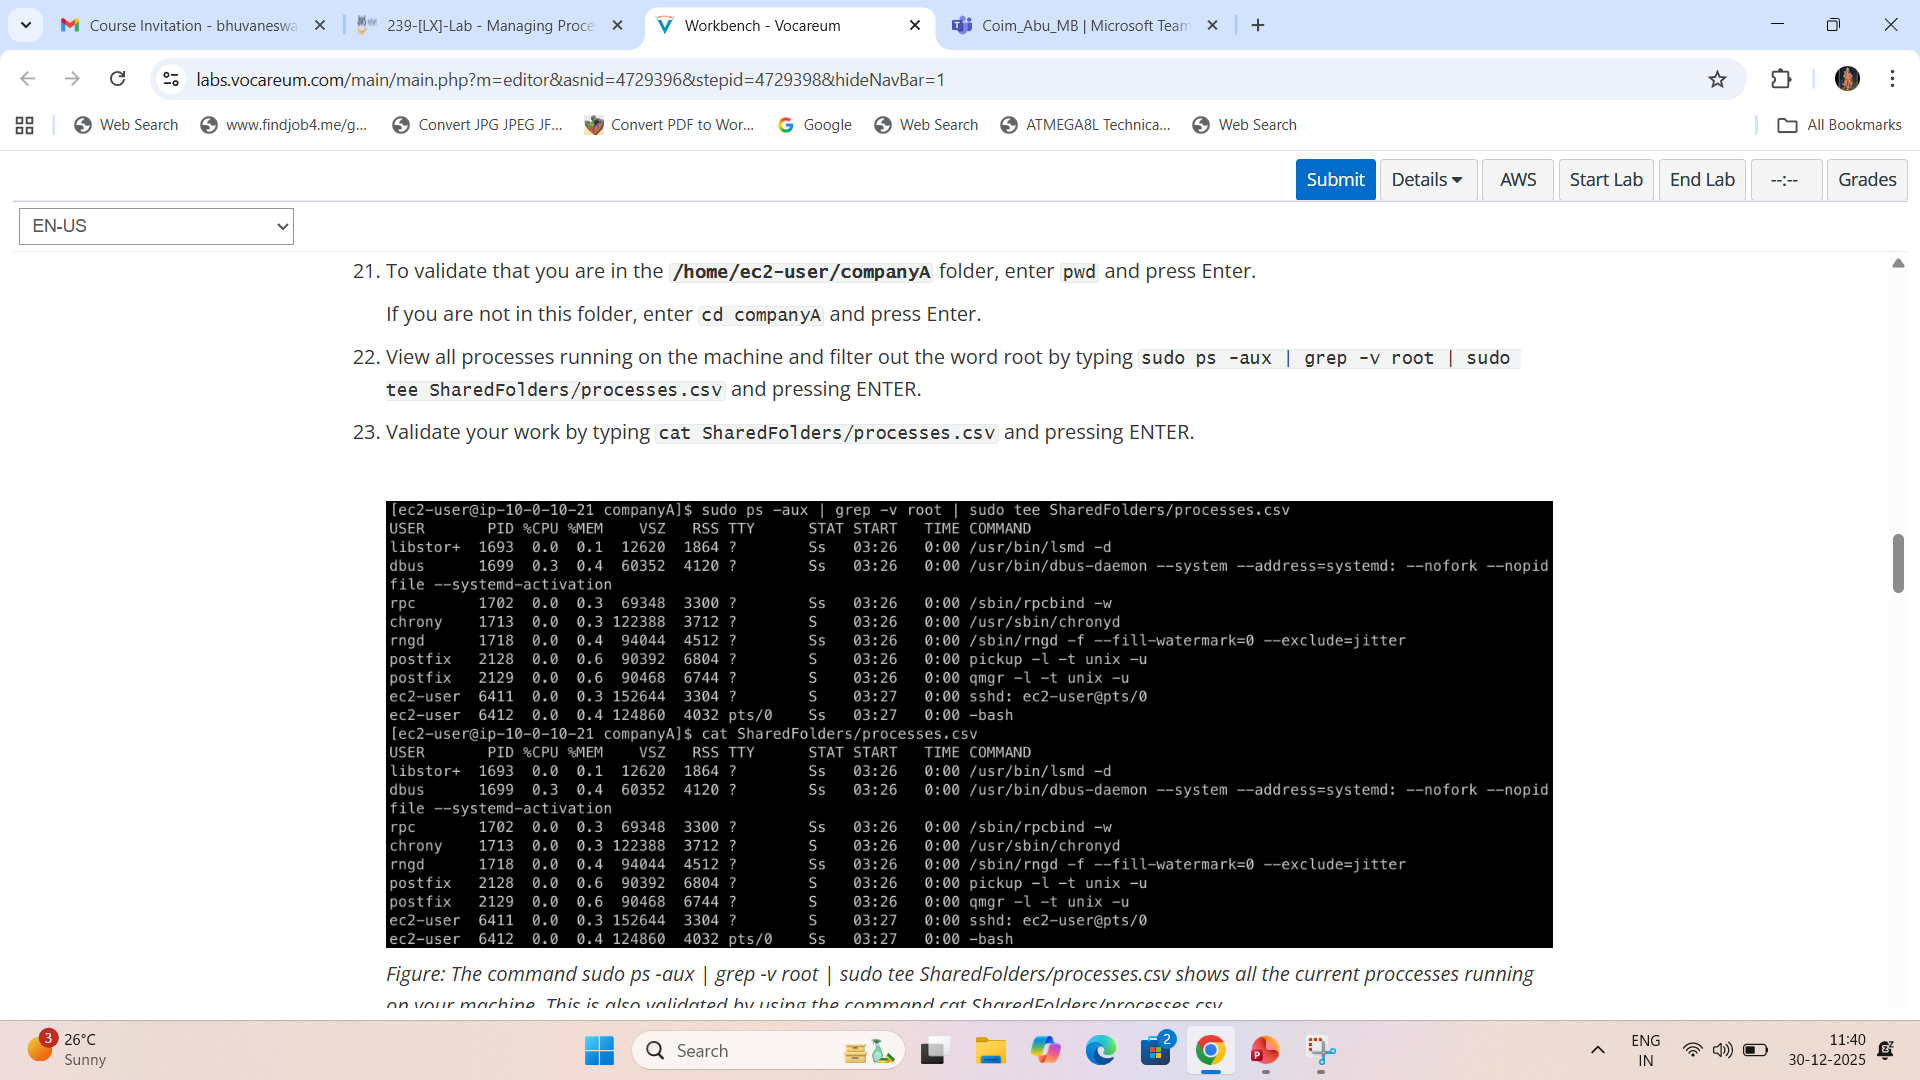 Course Invitation - bhuvaneswa
239-[LX]-Lab - Managing Proce
Workbench - Vocareum
Coim_Abu_MB | Microsoft Team
labs.vocareum.com/main/main.php?m=editor&asnid=4729396&stepid=4729398&hideNavBar=1
Web Search
www.findjob4.me/g...
Convert JPG JPEG JF...
Convert PDF to Wor...
Google
Web Search
ATMEGA8L Technica...
Web Search
All Bookmarks
Submit
Details
AWS
Start Lab
End Lab
--:--
Grades
EN-US
21. To validate that you are in the /home/ec2-user/companyA folder, enter pwd and press Enter.
If you are not in this folder, enter cd companyA and press Enter.
22. View all processes running on the machine and filter out the word root by typing sudo ps -aux | grep -v root | sudo
tee SharedFolders/processes.csv and pressing ENTER.
23. Validate your work by typing cat SharedFolders/processes.csv and pressing ENTER.
[ec2-user@ip-10-0-10-21 companyA]$ sudo ps -aux | grep -v root | sudo tee SharedFolders/processes.csv
USER PID %CPU %MEM VSZ RSS TTY STAT START TIME COMMAND
libstor+ 1693 0.0 0.1 12620 1864 ? Ss 03:26 0:00 /usr/bin/lsmd -d
dbus 1699 0.3 0.4 60352 4120 ? Ss 03:26 0:00 /usr/bin/dbus-daemon --system --address=systemd: --nofork --nopid
file --systemd-activation
rpc 1702 0.0 0.3 69348 3300 ? Ss 03:26 0:00 /sbin/rpcbind -w
chrony 1713 0.0 0.3 122388 3712 ? S 03:26 0:00 /usr/sbin/chronyd
rngd 1718 0.0 0.4 94044 4512 ? Ss 03:26 0:00 /sbin/rngd -f --fill-watermark=0 --exclude=jitter
postfix 2128 0.0 0.6 90392 6804 ? S 03:26 0:00 pickup -l -t unix -u
postfix 2129 0.0 0.6 90468 6744 ? S 03:26 0:00 qmgr -l -t unix -u
ec2-user 6411 0.0 0.3 152644 3304 ? S 03:27 0:00 sshd: ec2-user@pts/0
ec2-user 6412 0.0 0.4 124860 4032 pts/0 Ss 03:27 0:00 -bash
[ec2-user@ip-10-0-10-21 companyA]$ cat SharedFolders/processes.csv
USER PID %CPU %MEM VSZ RSS TTY STAT START TIME COMMAND
libstor+ 1693 0.0 0.1 12620 1864 ? Ss 03:26 0:00 /usr/bin/lsmd -d
dbus 1699 0.3 0.4 60352 4120 ? Ss 03:26 0:00 /usr/bin/dbus-daemon --system --address=systemd: --nofork --nopid
file --systemd-activation
rpc 1702 0.0 0.3 69348 3300 ? Ss 03:26 0:00 /sbin/rpcbind -w
chrony 1713 0.0 0.3 122388 3712 ? S 03:26 0:00 /usr/sbin/chronyd
rngd 1718 0.0 0.4 94044 4512 ? Ss 03:26 0:00 /sbin/rngd -f --fill-watermark=0 --exclude=jitter
postfix 2128 0.0 0.6 90392 6804 ? S 03:26 0:00 pickup -l -t unix -u
postfix 2129 0.0 0.6 90468 6744 ? S 03:26 0:00 qmgr -l -t unix -u
ec2-user 6411 0.0 0.3 152644 3304 ? S 03:27 0:00 sshd: ec2-user@pts/0
ec2-user 6412 0.0 0.4 124860 4032 pts/0 Ss 03:27 0:00 -bash
Figure: The command sudo ps -aux | grep -v root | sudo tee SharedFolders/processes.csv shows all the current proccesses running
on your machine. This is also validated by using the command cat SharedFolders/processes.csv
3
26°C
Sunny
Search
2
ENG
IN
11:40
30-12-2025